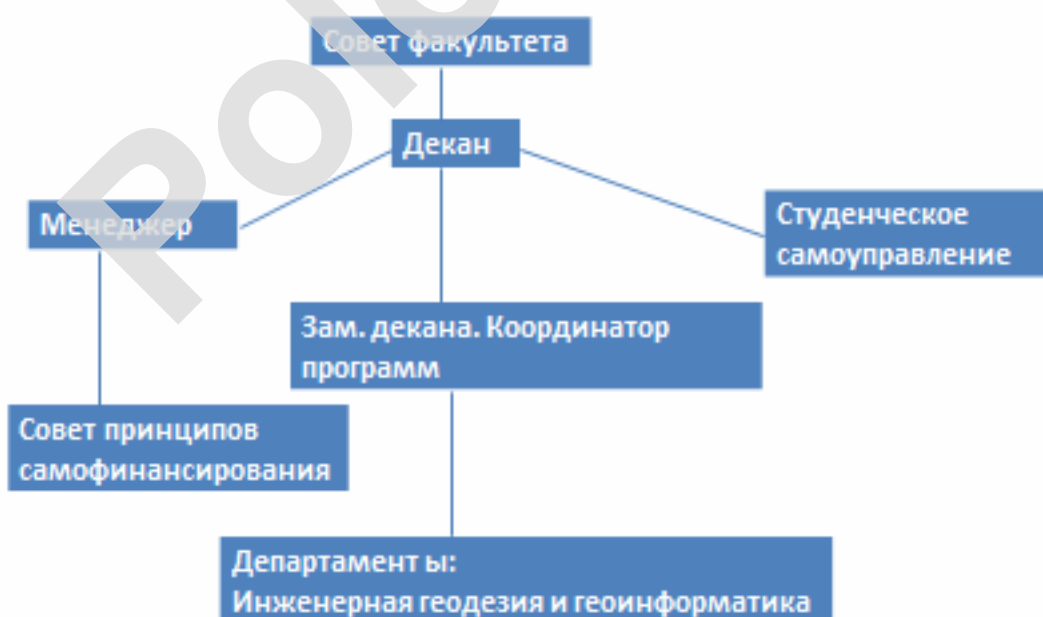 Совет факультета
Декан
Менеджер
Студенческое
самоуправление
Зам. декана. Координатор
программ
Совет принципов
самофинансирования
Департамент ы:
Инженерная геодезия и геоинформатика